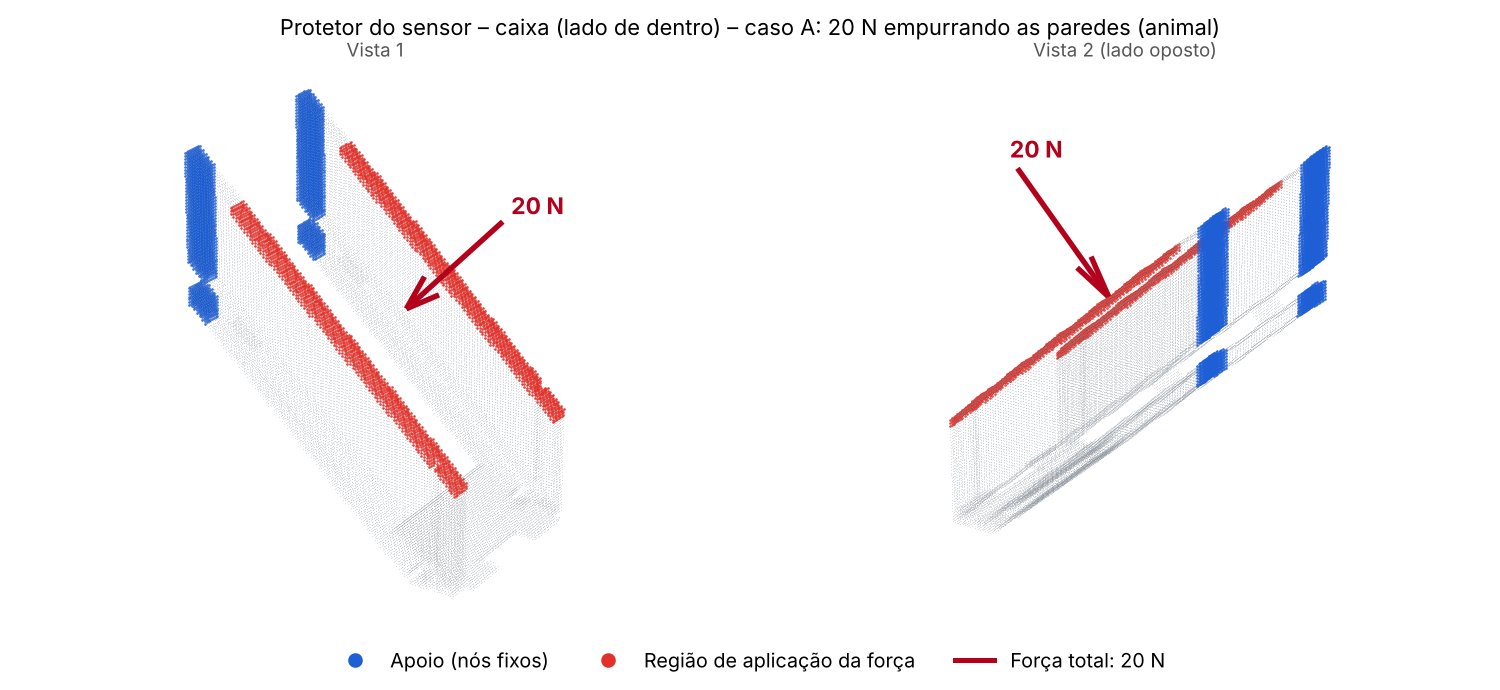 Protetor do sensor – caixa (lado de dentro) – caso A: 20 N empurrando as paredes (animal)
Vista 1
Vista 2 (lado oposto)
20 N
20 N
Apoio (nós fixos)
Região de aplicação da força
Força total: 20 N